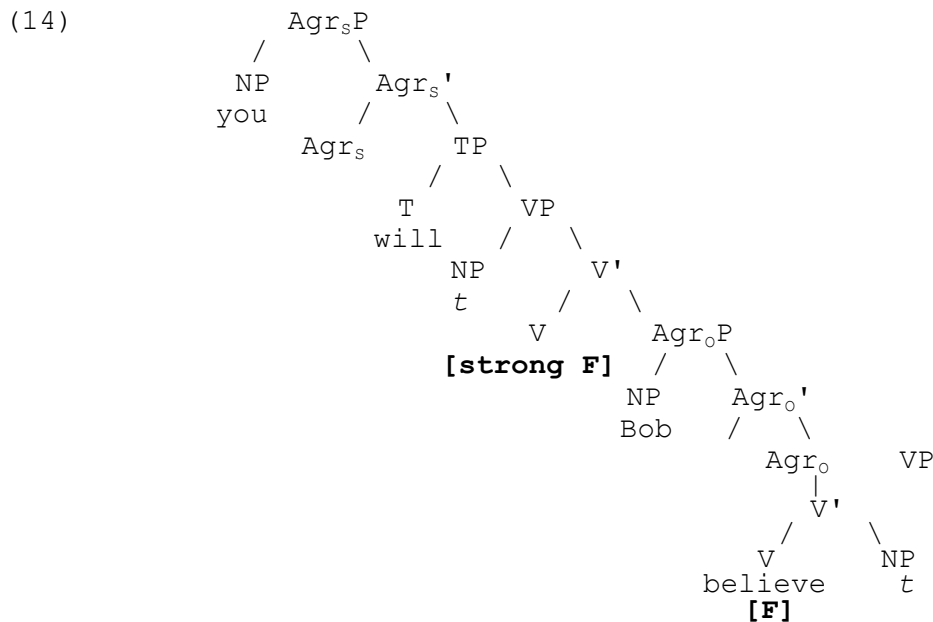 (14) AgrₛP
NP Agrₛ'
you
Agrₛ TP
T VP
will
NP V'
t
V AgrₒP
[strong F]
NP Agrₒ'
Bob
Agrₒ VP
V'
V NP
believe t
[F]